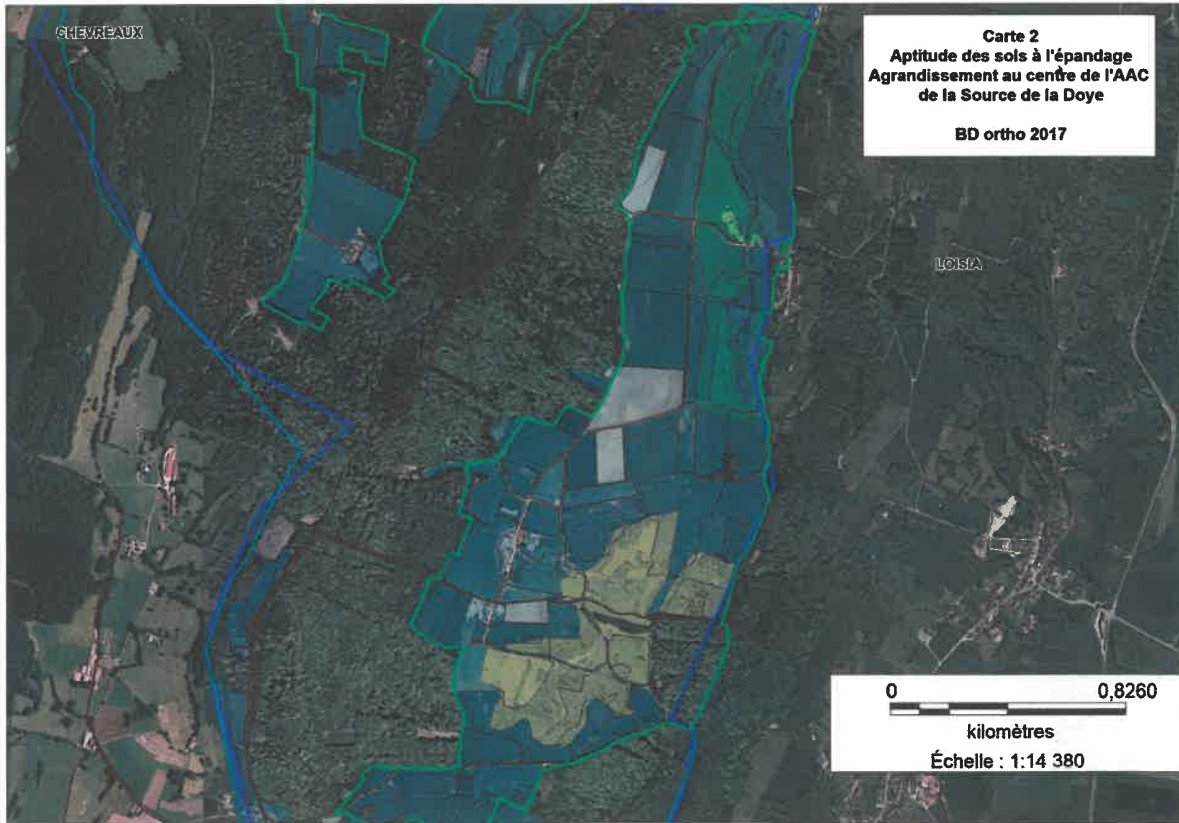 CHEVREAUX
Carte 2
Aptitude des sols à l'épandage
Agrandissement au centre de l'AAC
de la Source de la Doye
BD ortho 2017
LOISIA
0 0,8260
kilomètres
Échelle : 1:14 380